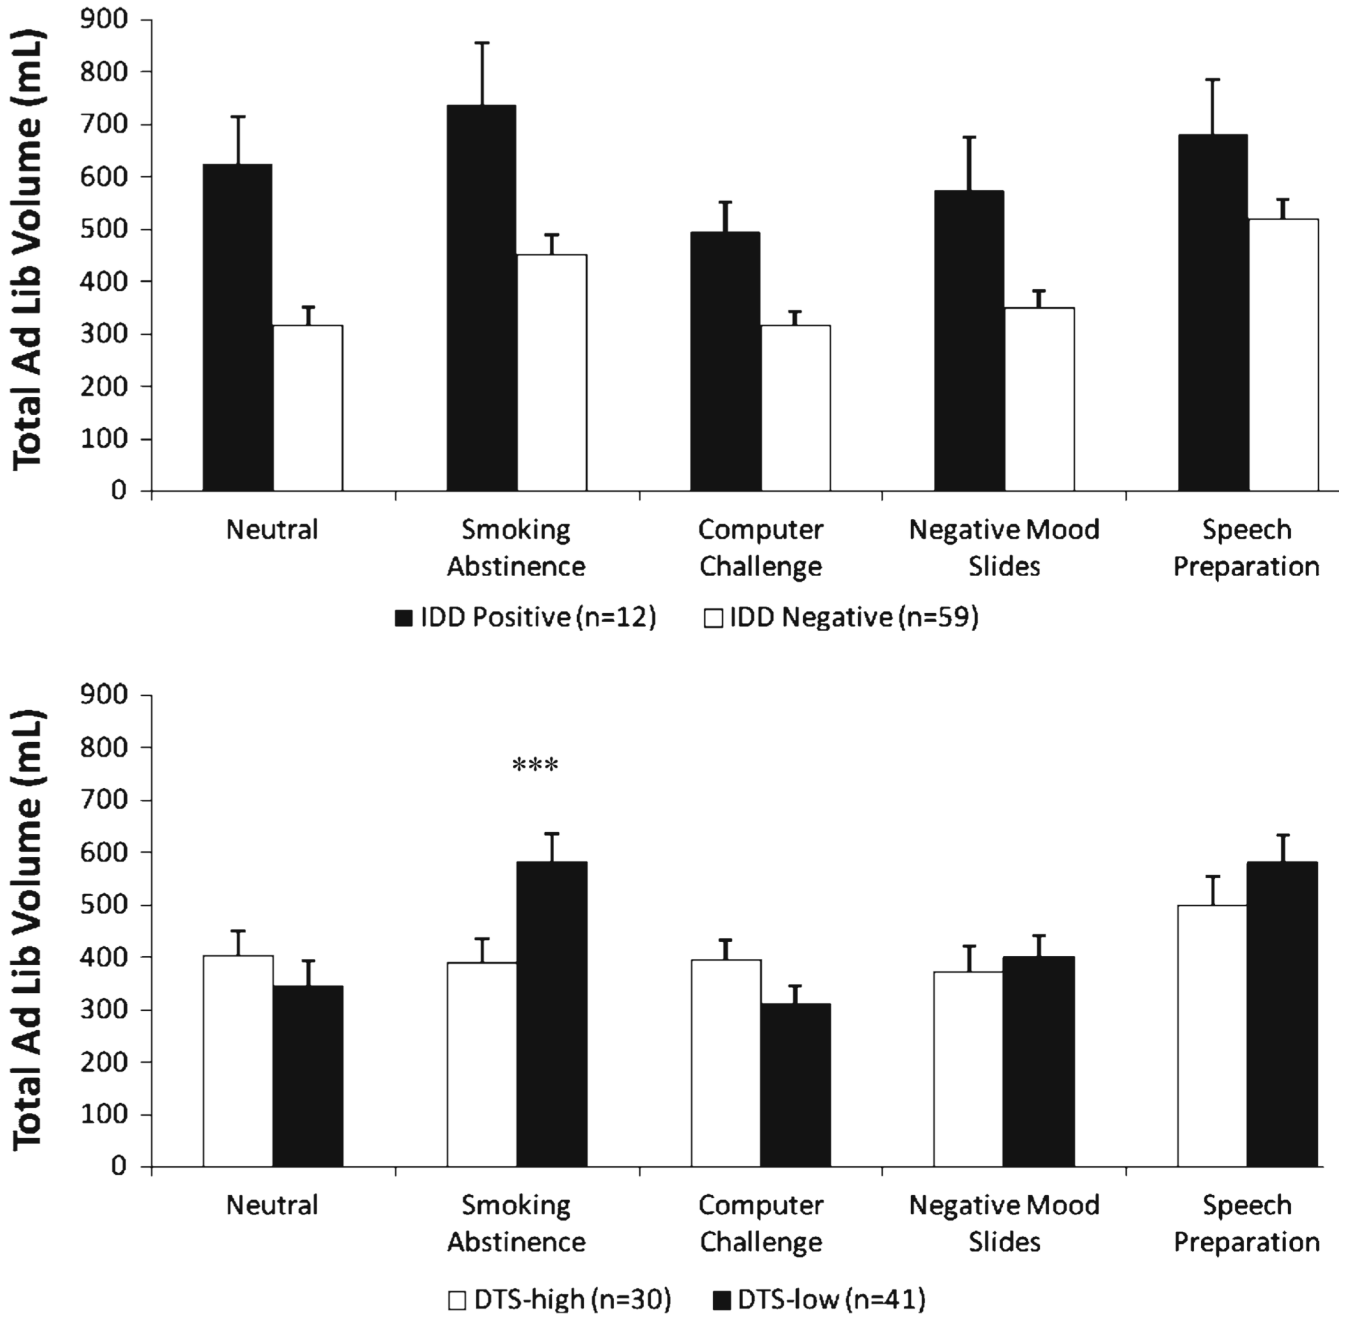 Total Ad Lib Volume (mL)
900
800
700
600
500
400
300
200
100
0
Neutral
Smoking
Abstinence
Computer
Challenge
Negative Mood
Slides
Speech
Preparation
IDD Positive (n=12)
IDD Negative (n=59)
Total Ad Lib Volume (mL)
900
800
700
600
500
400
300
200
100
0
***
Neutral
Smoking
Abstinence
Computer
Challenge
Negative Mood
Slides
Speech
Preparation
DTS-high (n=30)
DTS-low (n=41)